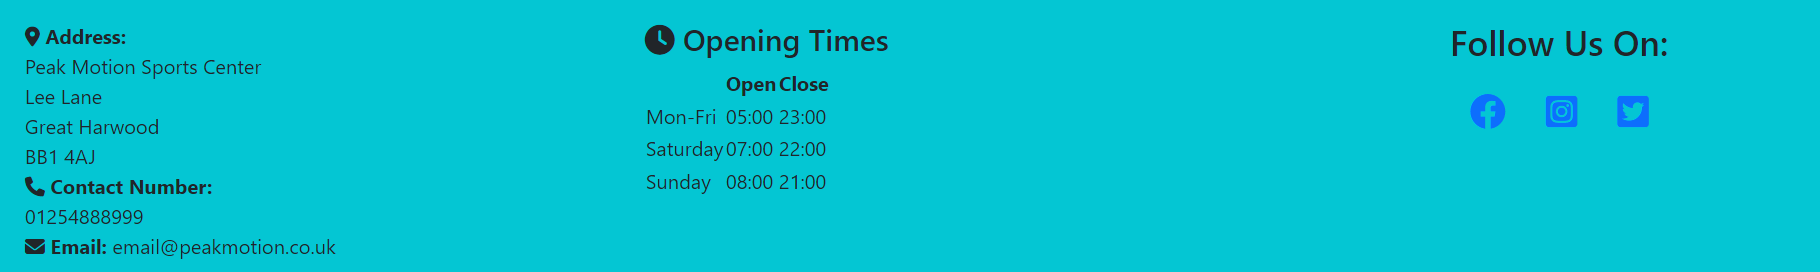 Address:
Peak Motion Sports Center
Lee Lane
Great Harwood
BB1 4AJ
Contact Number:
01254888999
Email: email@peakmotion.co.uk
Opening Times
Open Close
Mon-Fri 05:00 23:00
Saturday 07:00 22:00
Sunday 08:00 21:00
Follow Us On: